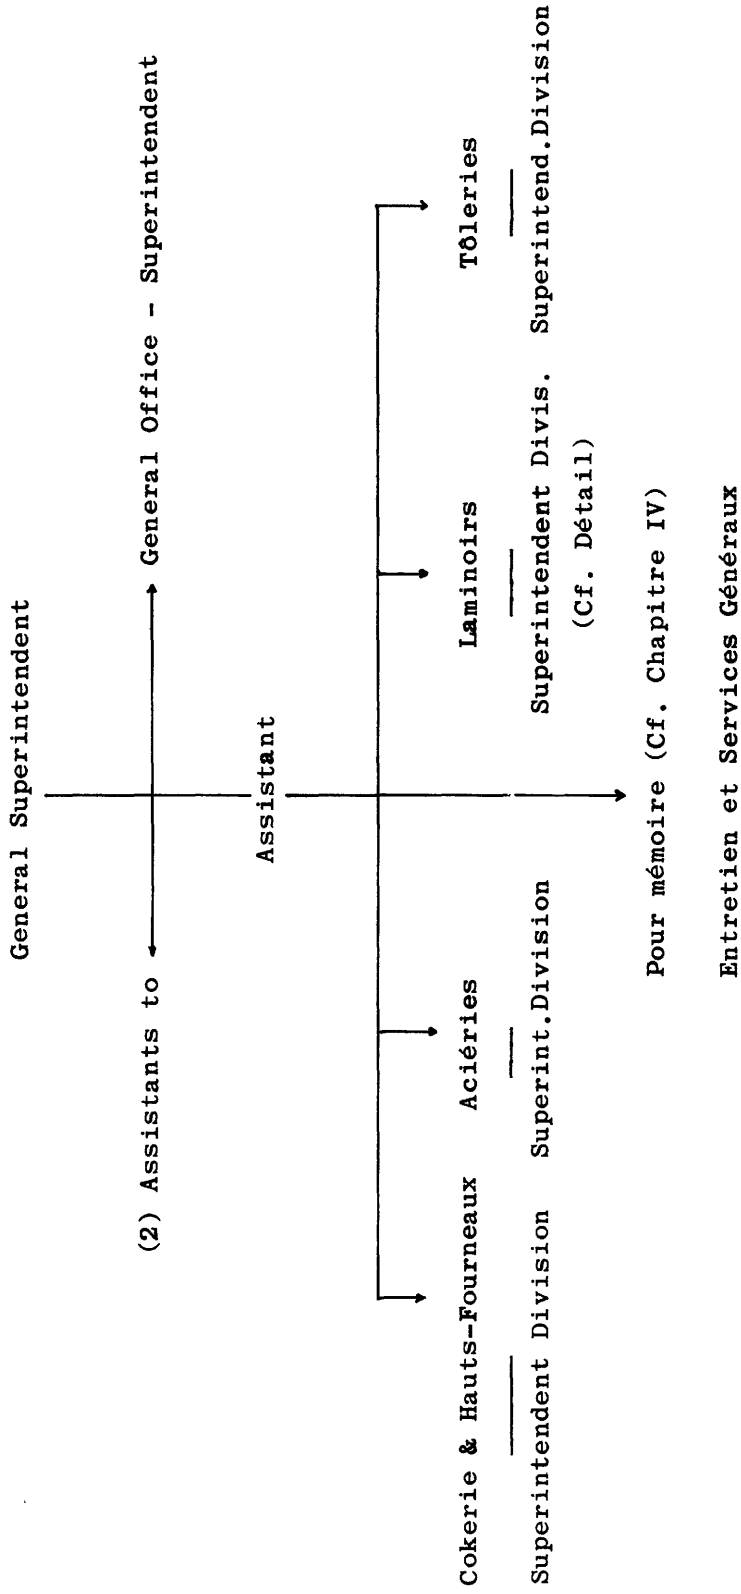 General Superintendent
(2) Assistants to
General Office - Superintendent
Assistant
Cokerie & Hauts-Fourneaux
Superintendent Division
Aciéries
Superint.Division
Laminoirs
Superintendent Divis.
(Cf. Détail)
Tôleries
Superintend.Division
Pour mémoire (Cf. Chapitre IV)
Entretien et Services Généraux